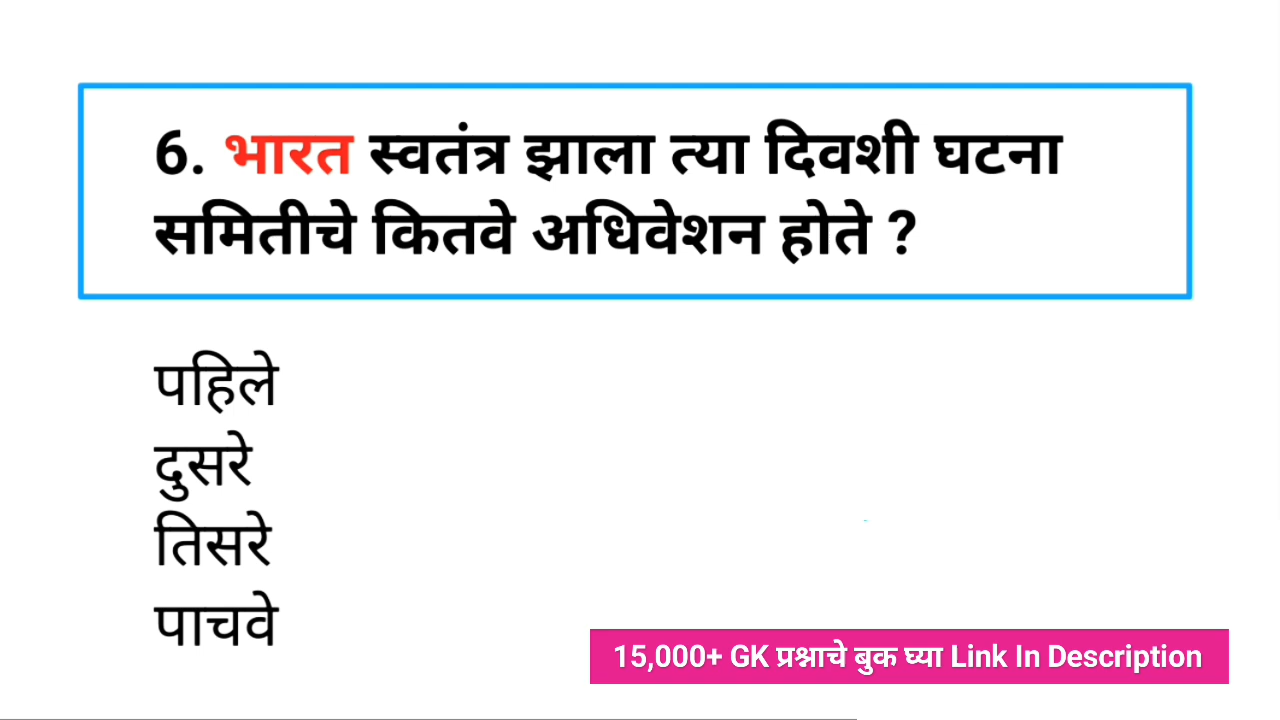 6. भारत स्वतंत्र झाला त्या दिवशी घटना
समितीचे कितवे अधिवेशन होते ?
पहिले
दुसरे
तिसरे
पाचवे
15,000+ GK प्रश्नाचे बुक घ्या Link In Description